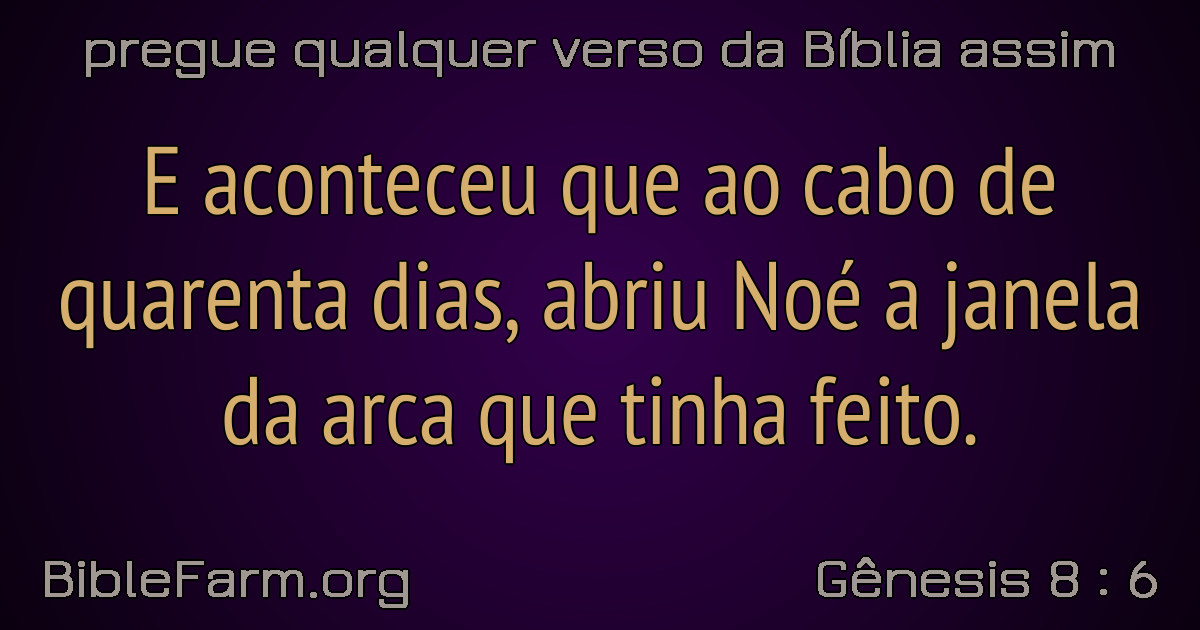 pregue qualquer verso da Bíblia assim
E aconteceu que ao cabo de
quarenta dias, abriu Noé a janela
da arca que tinha feito.
BibleFarm.org
Gênesis 8 : 6